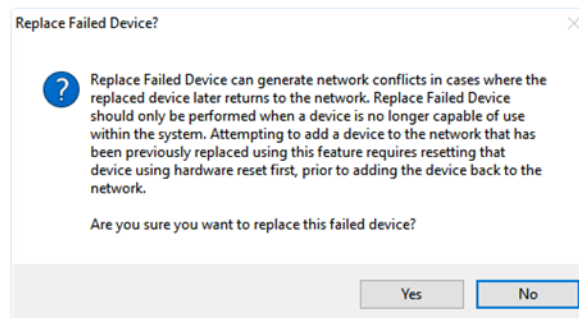 Replace Failed Device?
Replace Failed Device can generate network conflicts in cases where the
replaced device later returns to the network. Replace Failed Device
should only be performed when a device is no longer capable of use
within the system. Attempting to add a device to the network that has
been previously replaced using this feature requires resetting that
device using hardware reset first, prior to adding the device back to the
network.
Are you sure you want to replace this failed device?
Yes No